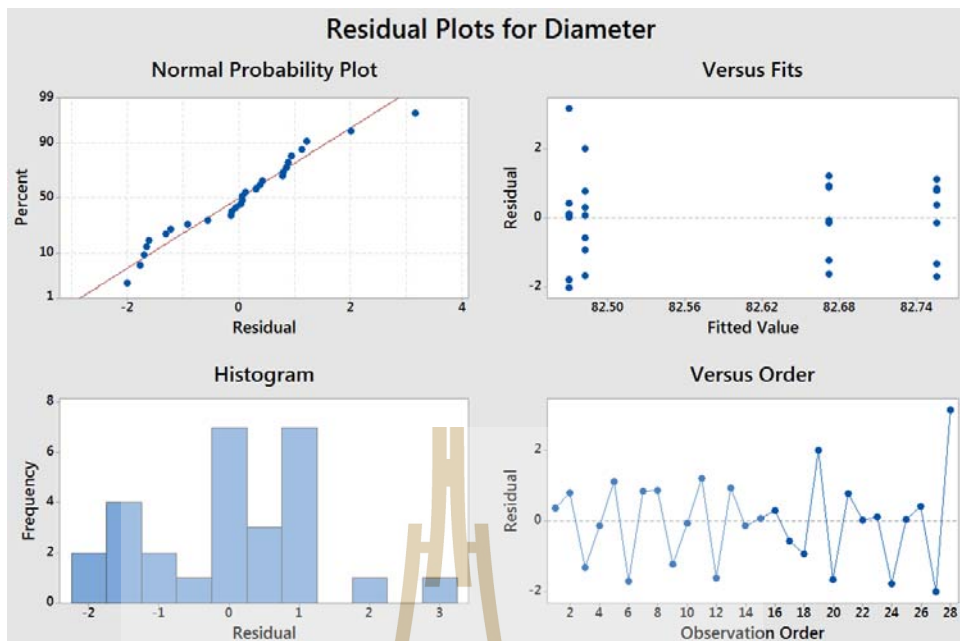 Residual Plots for Diameter
Normal Probability Plot
99
90
50
10
1
Percent
-2 0 2 4
Residual
Versus Fits
2
0
-2
Residual
82.50 82.56 82.62 82.68 82.74
Fitted Value
Histogram
8
6
4
2
0
Frequency
-2 -1 0 1 2 3
Residual
Versus Order
2
0
-2
Residual
2 4 6 8 10 12 14 16 18 20 22 24 26 28
Observation Order